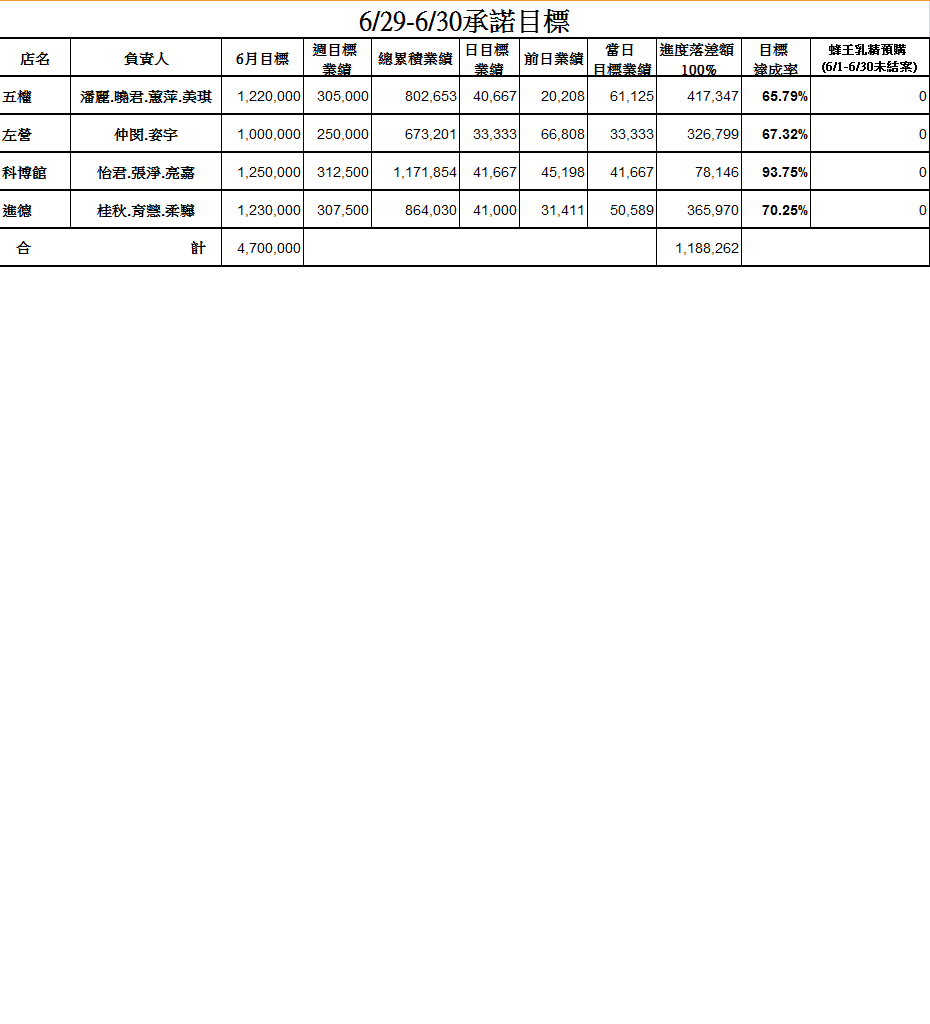 6/29-6/30承諾目標
店名 負責人 6月目標 週目標業績 總累積業績 日目標業績 前日業績 當日目標業績 進度落差額100% 目標達成率 蜂王乳精預購(6/1-6/30未結案)
五權 潘麗.曉君.蕙萍.美琪 1,220,000 305,000 802,653 40,667 20,208 61,125 417,347 65.79% 0
左營 仲閔.姿宇 1,000,000 250,000 673,201 33,333 66,808 33,333 326,799 67.32% 0
科博館 怡君.張淨.亮嘉 1,250,000 312,500 1,171,854 41,667 45,198 41,667 78,146 93.75% 0
進德 桂秋.育慧.柔驊 1,230,000 307,500 864,030 41,000 31,411 50,589 365,970 70.25% 0
合計 4,700,000 1,188,262